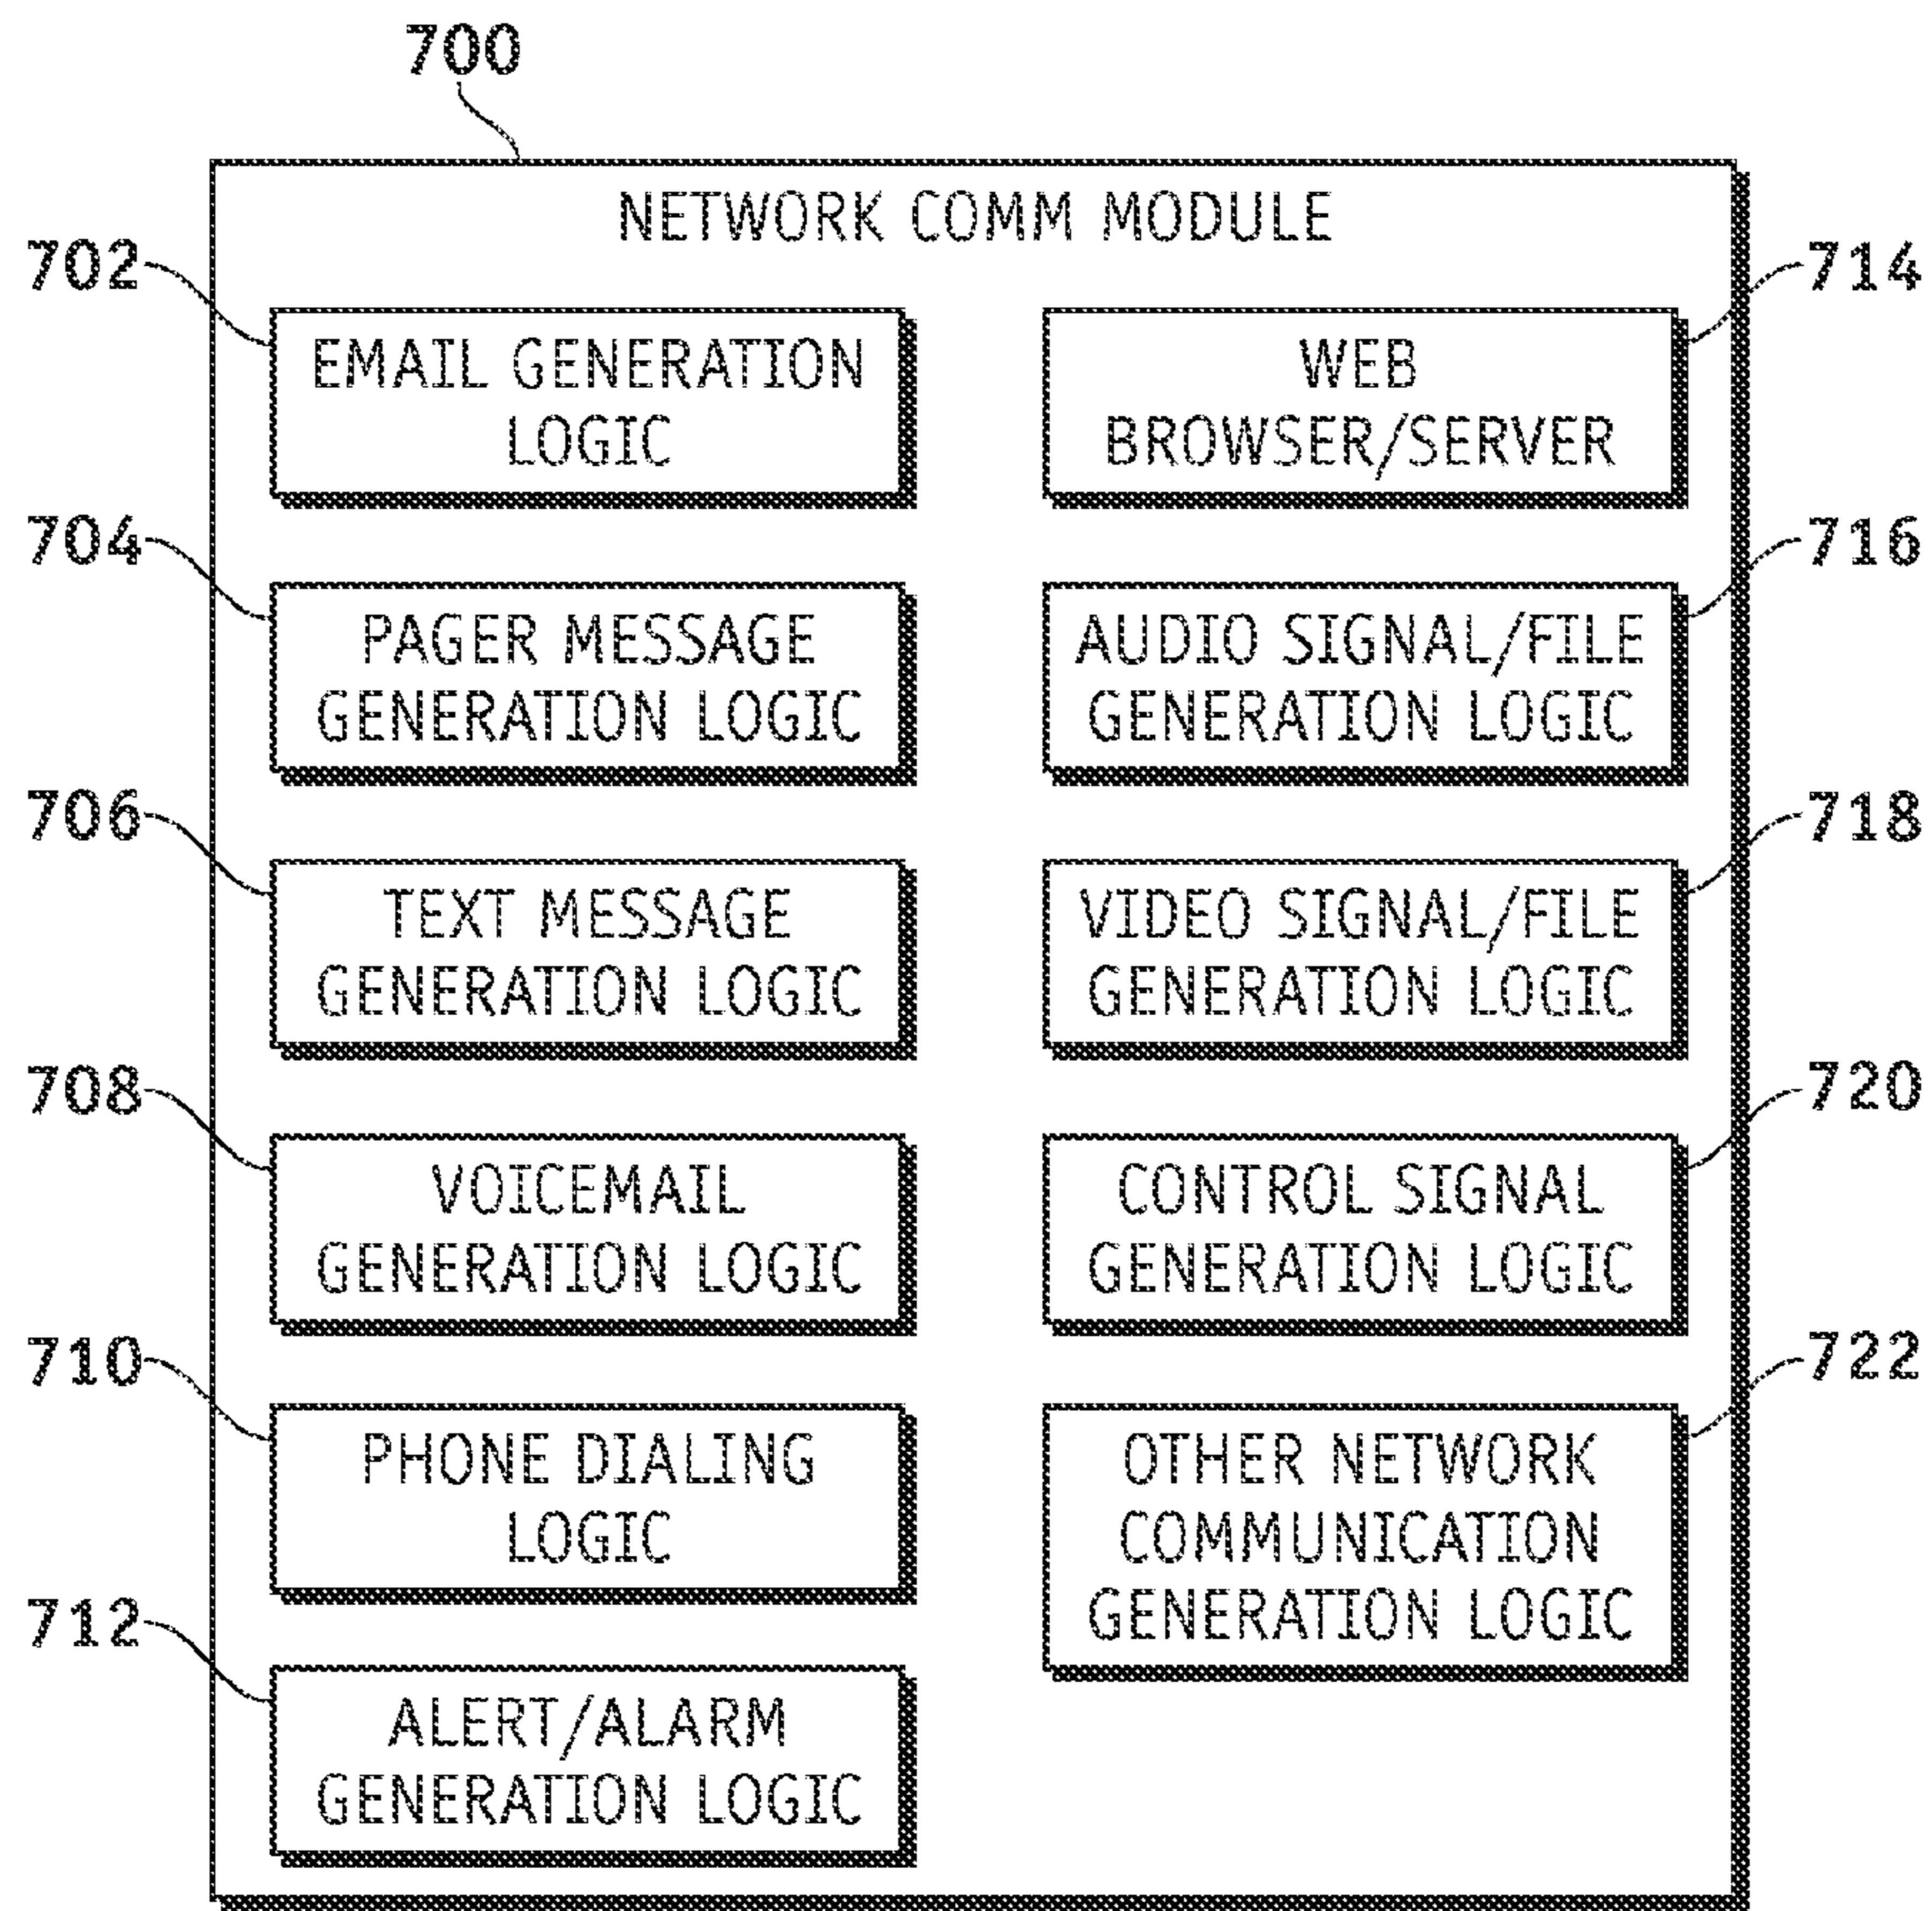 700
NETWORK COMM MODULE
702
EMAIL GENERATION
LOGIC
704
PAGER MESSAGE
GENERATION LOGIC
706
TEXT MESSAGE
GENERATION LOGIC
708
VOICEMAIL
GENERATION LOGIC
710
PHONE DIALING
LOGIC
712
ALERT/ALARM
GENERATION LOGIC
714
WEB
BROWSER/SERVER
716
AUDIO SIGNAL/FILE
GENERATION LOGIC
718
VIDEO SIGNAL/FILE
GENERATION LOGIC
720
CONTROL SIGNAL
GENERATION LOGIC
722
OTHER NETWORK
COMMUNICATION
GENERATION LOGIC